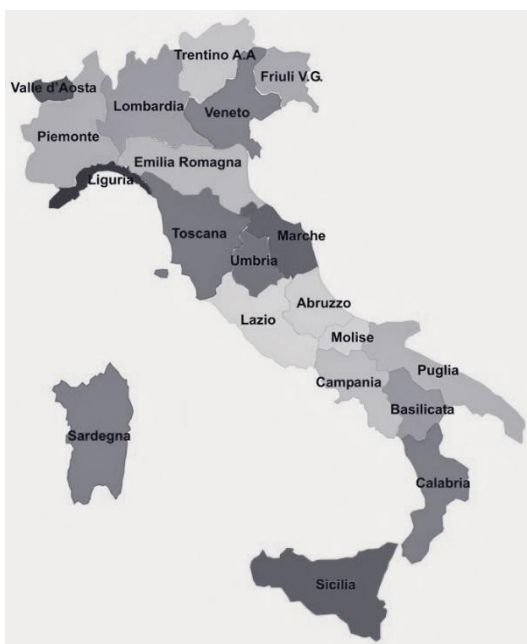 Trentino A.A
Friuli V.G.
Valle d'Aosta
Lombardia
Veneto
Piemonte
Emilia Romagna
Liguria
Toscana
Marche
Umbria
Abruzzo
Lazio
Molise
Puglia
Campania
Basilicata
Sardegna
Calabria
Sicilia